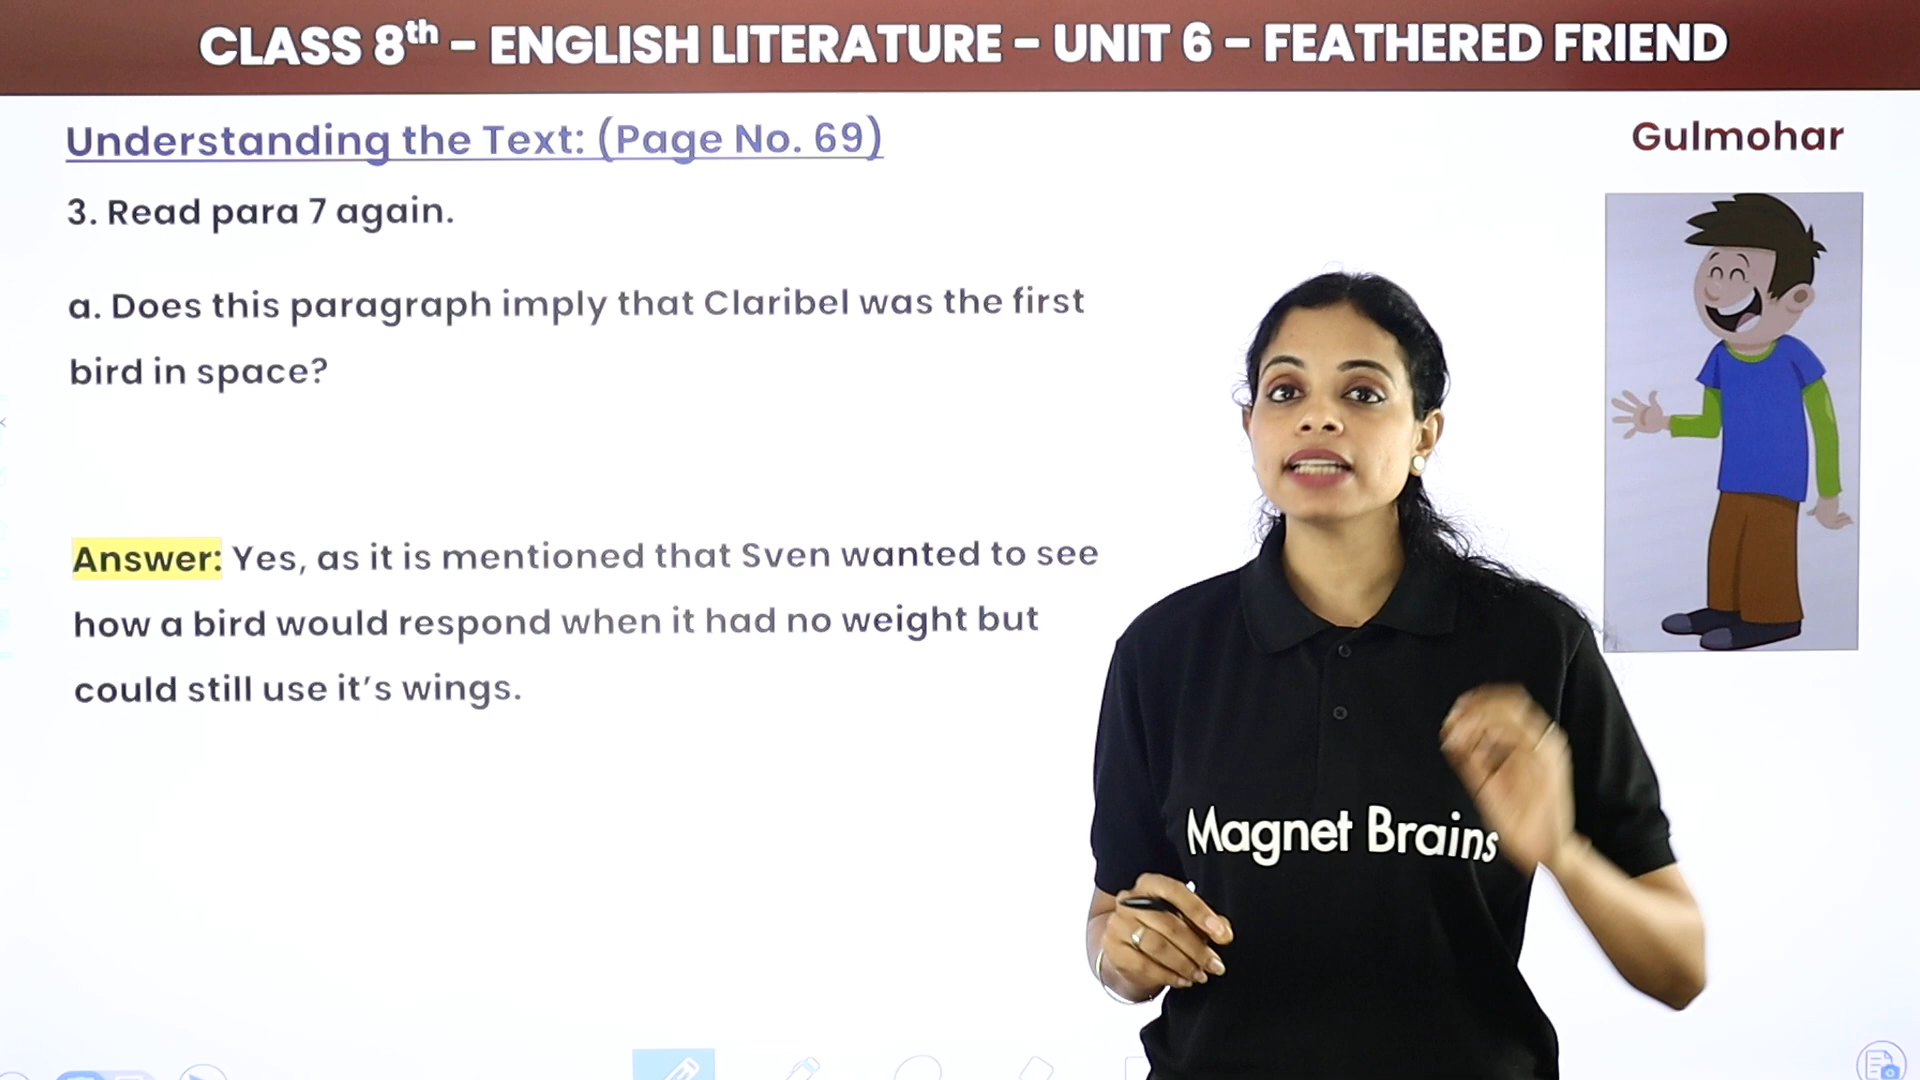 CLASS 8th - ENGLISH LITERATURE - UNIT 6 - FEATHERED FRIEND
Understanding the Text: (Page No. 69)
Gulmohar
3. Read para 7 again.
a. Does this paragraph imply that Claribel was the first
bird in space?
Answer: Yes, as it is mentioned that Sven wanted to see
how a bird would respond when it had no weight but
could still use it's wings.
Magnet Brains